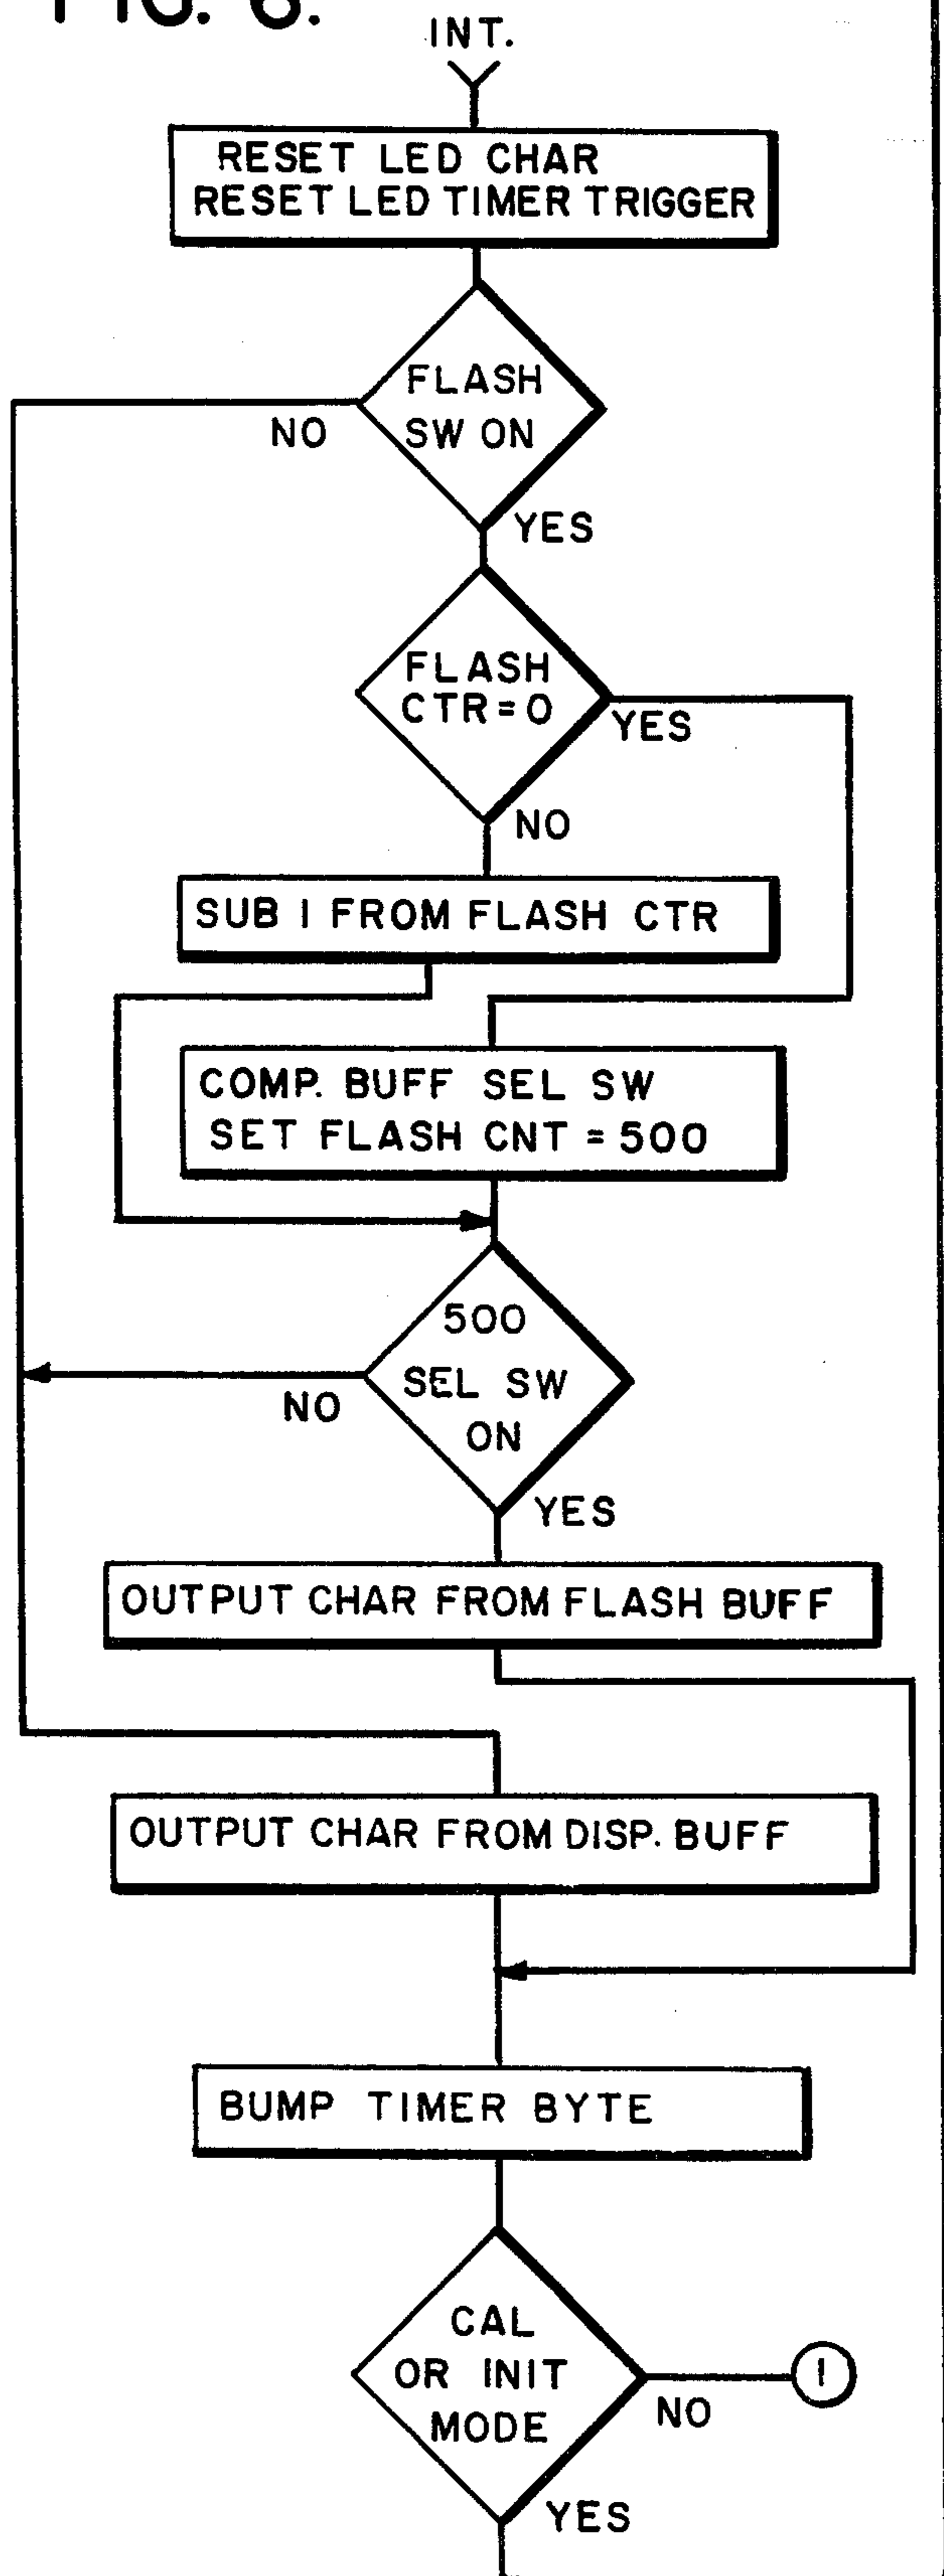 FIG. 6.
INT.
RESET LED CHAR
RESET LED TIMER TRIGGER
FLASH
SW ON
NO
YES
FLASH
CTR = 0
YES
NO
SUB 1 FROM FLASH CTR
COMP. BUFF SEL SW
SET FLASH CNT = 500
500
SEL SW
ON
NO
YES
OUTPUT CHAR FROM FLASH BUFF
OUTPUT CHAR FROM DISP. BUFF
BUMP TIMER BYTE
CAL
OR INIT
MODE
NO
1
YES